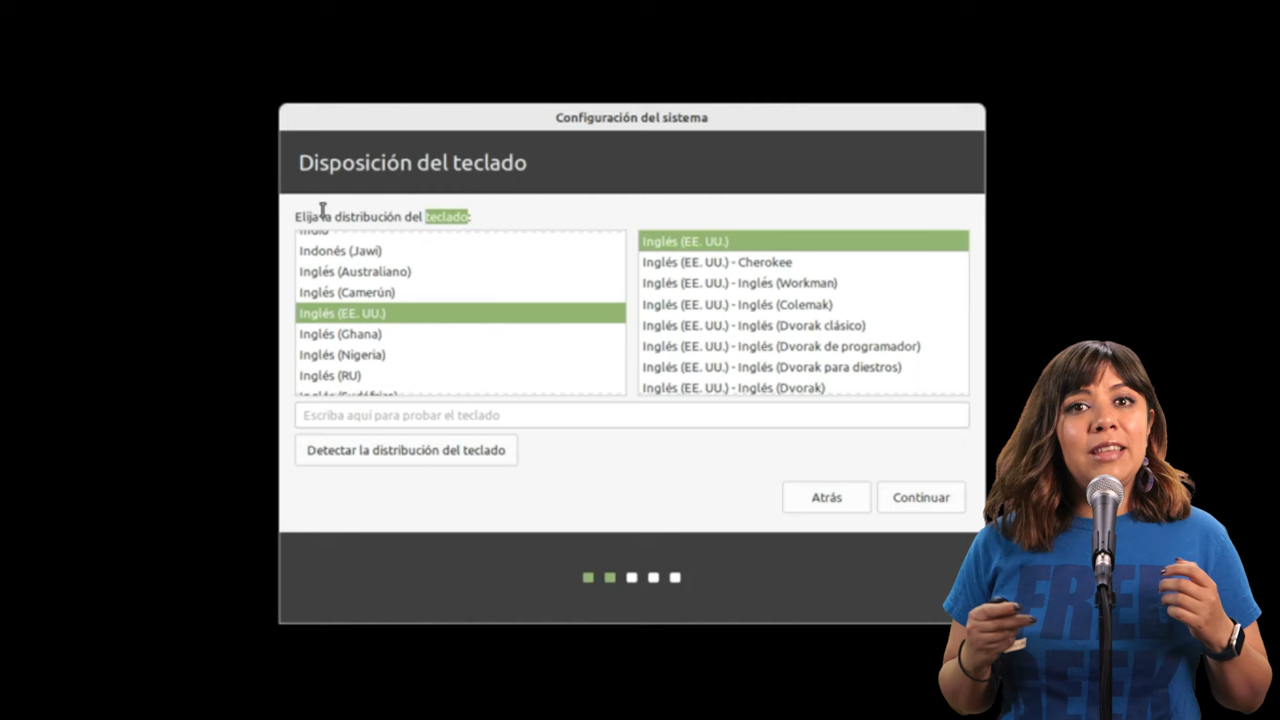 Configuración del sistema
Disposición del teclado
Elija la distribución del teclado:
Indio
Indonés (Jawi)
Inglés (Australiano)
Inglés (Camerún)
Inglés (EE. UU.)
Inglés (Ghana)
Inglés (Nigeria)
Inglés (RU)
Inglés (Sudáfrica)
Inglés (EE. UU.)
Inglés (EE. UU.) - Cherokee
Inglés (EE. UU.) - Inglés (Workman)
Inglés (EE. UU.) - Inglés (Colemak)
Inglés (EE. UU.) - Inglés (Dvorak clásico)
Inglés (EE. UU.) - Inglés (Dvorak de programador)
Inglés (EE. UU.) - Inglés (Dvorak para diestros)
Inglés (EE. UU.) - Inglés (Dvorak)
Escriba aquí para probar el teclado
Detectar la distribución del teclado
Atrás
Continuar
FREE
GEEK